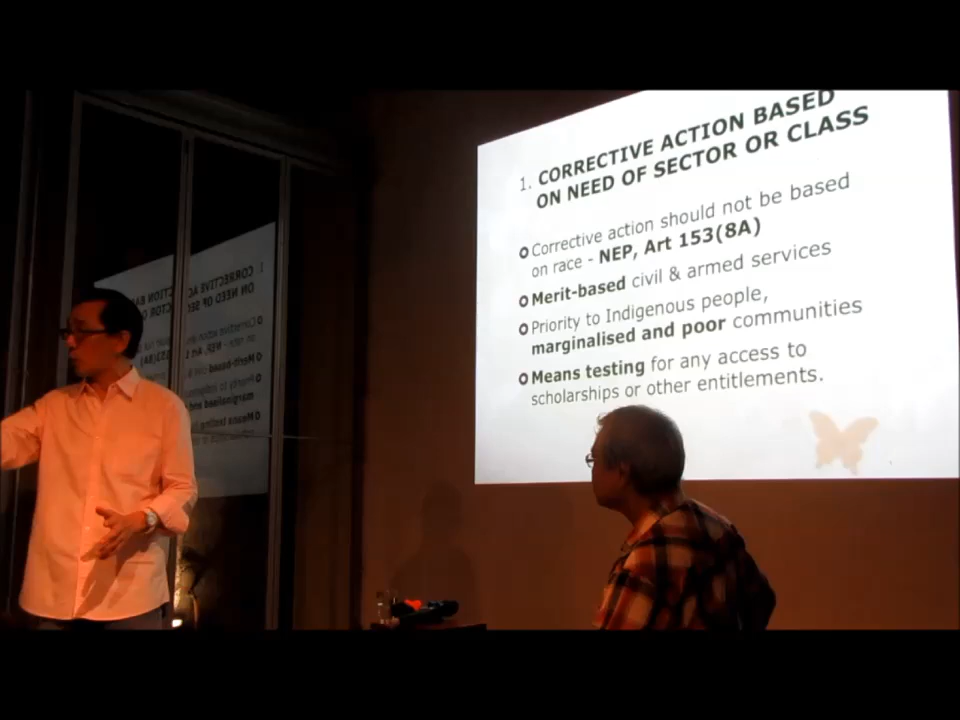 1. CORRECTIVE ACTION BASED
ON NEED OF SECTOR OR CLASS
Corrective action should not be based
on race - NEP, Art 153(8A)
Merit-based civil & armed services
Priority to Indigenous people,
marginalised and poor communities
Means testing for any access to
scholarships or other entitlements.